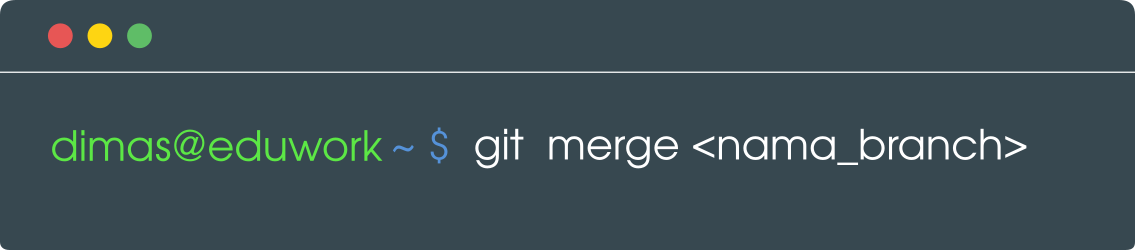 dimas@eduwork ~ $ git merge <nama_branch>